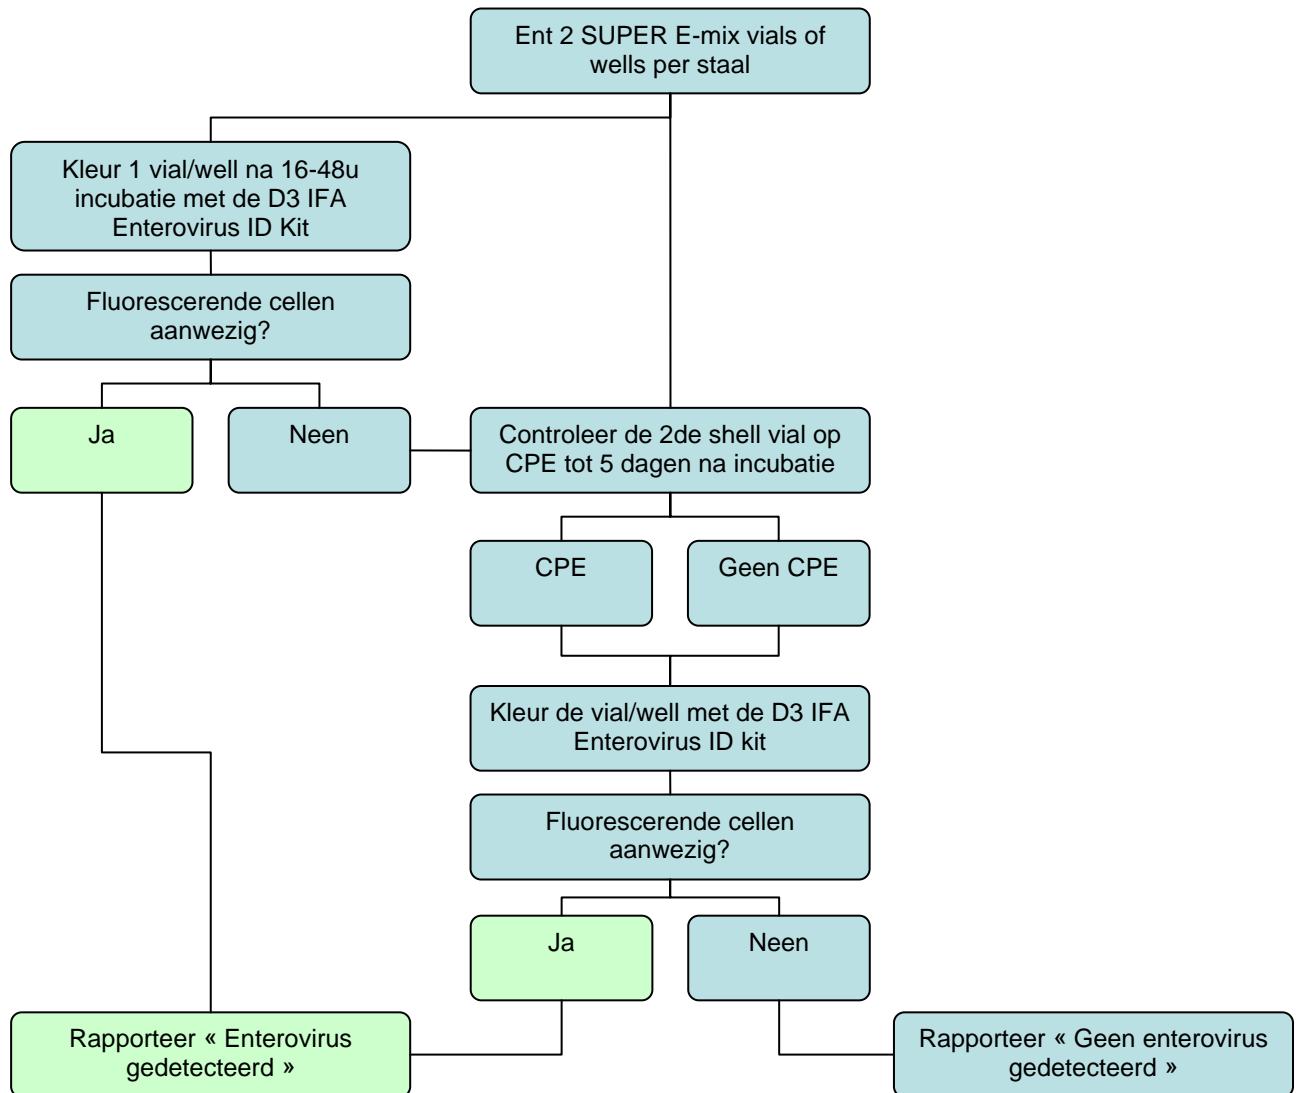 Ent 2 SUPER E-mix vials of
wells per staal
Kleur 1 vial/well na 16-48u
incubatie met de D3 IFA
Enterovirus ID Kit
Fluorescerende cellen
aanwezig?
Ja
Neen
Controleer de 2de shell vial op
CPE tot 5 dagen na incubatie
CPE
Geen CPE
Kleur de vial/well met de D3 IFA
Enterovirus ID kit
Fluorescerende cellen
aanwezig?
Ja
Neen
Rapporteer « Enterovirus
gedetecteerd »
Rapporteer « Geen enterovirus
gedetecteerd »